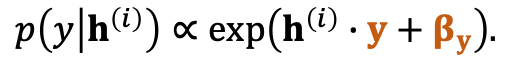 p(y|𝐡⁽ⁱ⁾) ∝ exp(𝐡⁽ⁱ⁾ · 𝐲 + 𝛃_𝐲).